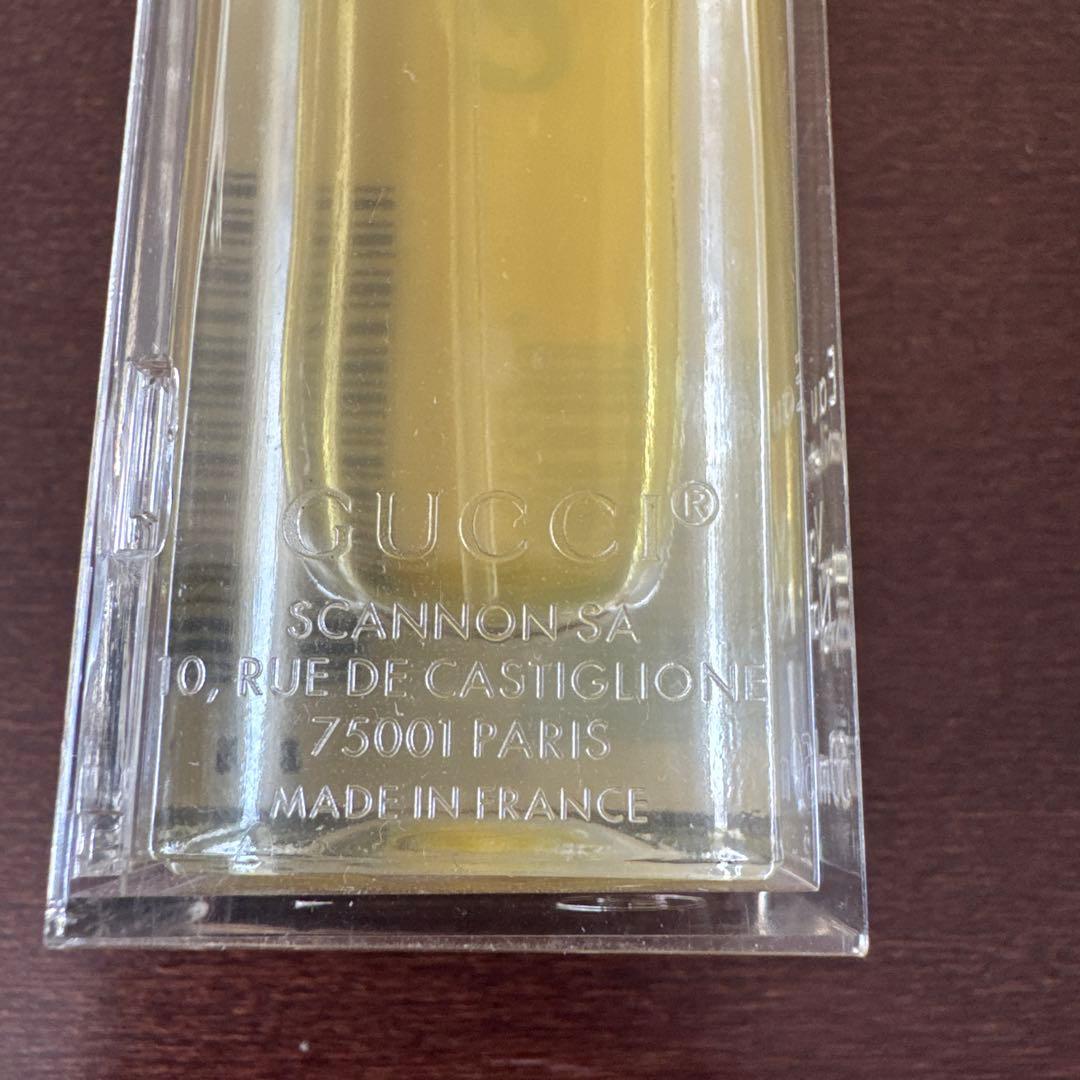 GUCCI®
SCANNON SA
10, RUE DE CASTIGLIONE
75001 PARIS
MADE IN FRANCE